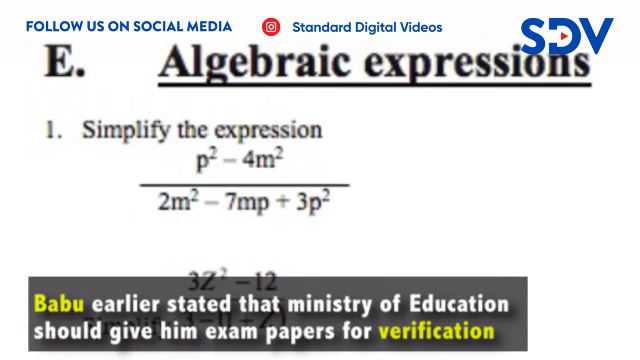 FOLLOW US ON SOCIAL MEDIA Standard Digital Videos SDV
E. Algebraic expressions
1. Simplify the expression
p² – 4m²
2m² – 7mp + 3p²
3Z² – 12
Babu earlier stated that ministry of Education
should give him exam papers for verification